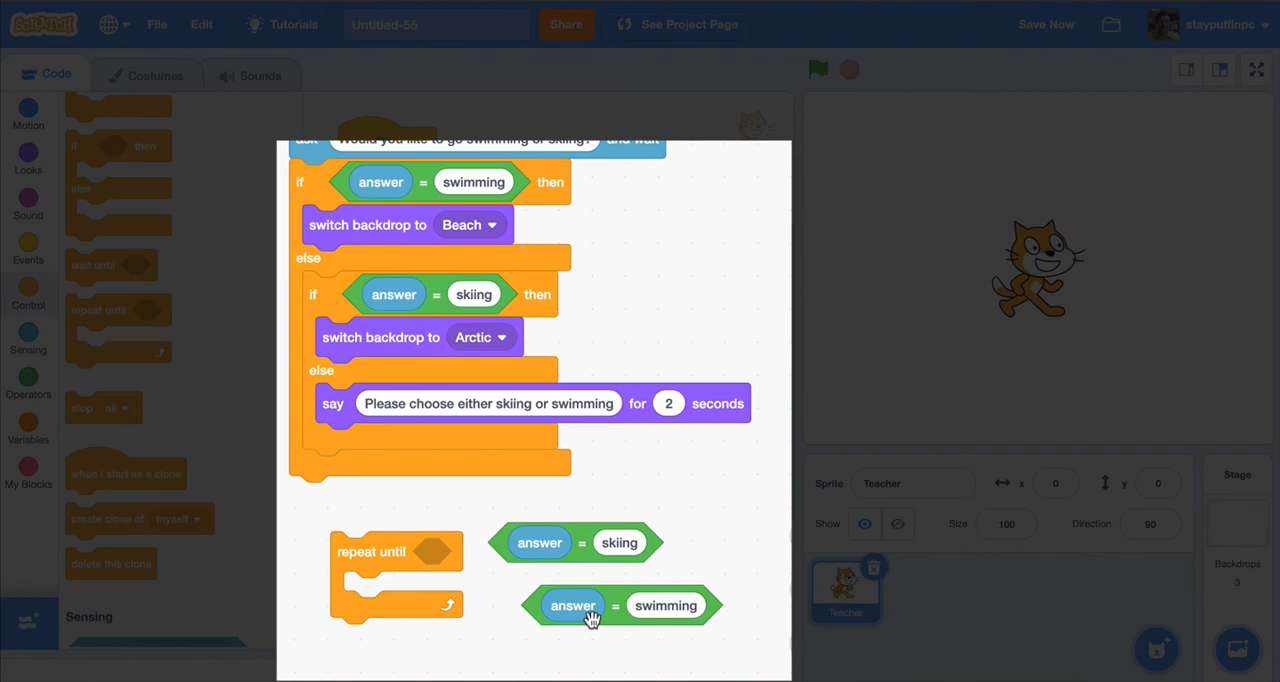 SCRATCH
File
Edit
Tutorials
Untitled-55
Share
See Project Page
Save Now
staypuffinpc
Code
Costumes
Sounds
Motion
Looks
Sound
Events
Control
Sensing
Operators
Variables
My Blocks
if then
else
wait until
repeat until
stop all
when I start as a clone
create clone of myself
delete this clone
Sensing
ask Would you like to go swimming or skiing? and wait
if answer = swimming then
switch backdrop to Beach
else
if answer = skiing then
switch backdrop to Arctic
else
say Please choose either skiing or swimming for 2 seconds
repeat until
answer = skiing
answer = swimming
Sprite Teacher x 0 y 0
Show Size 100 Direction 90
Teacher
Stage
Backdrops
3